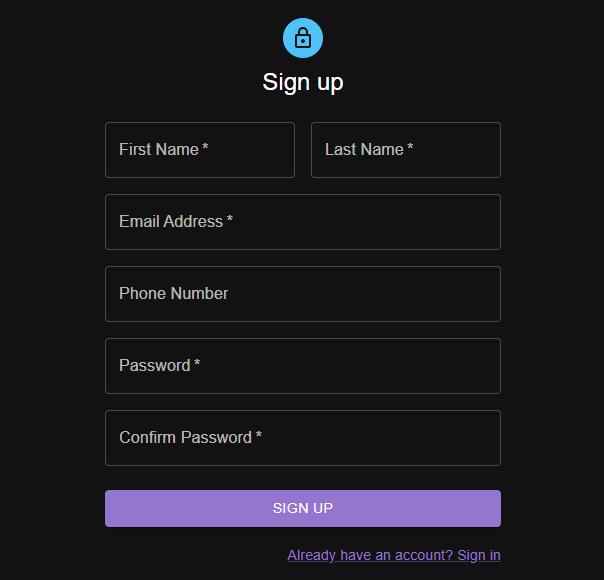 Sign up
First Name *
Last Name *
Email Address *
Phone Number
Password *
Confirm Password *
SIGN UP
Already have an account? Sign in